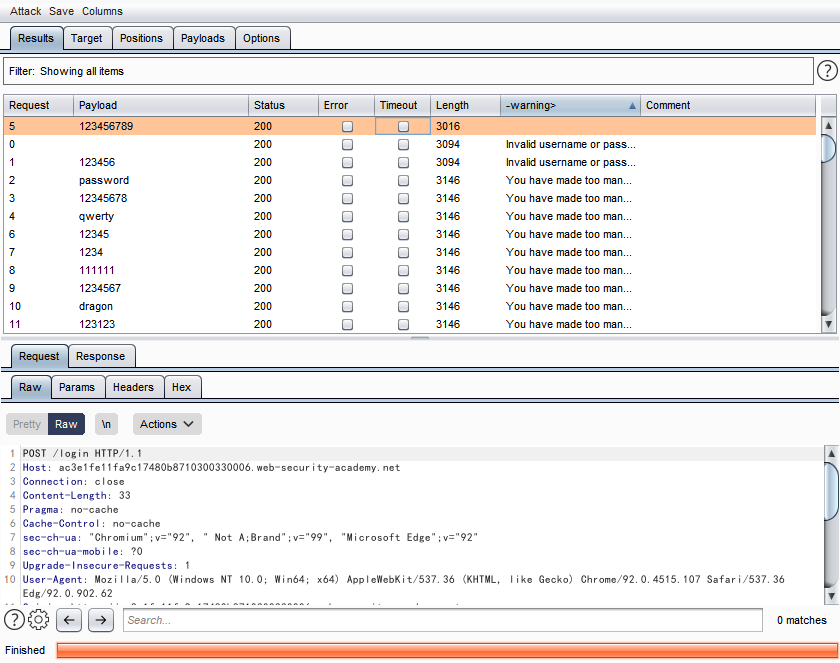 Attack Save Columns
Results Target Positions Payloads Options
Filter: Showing all items ?
Request Payload Status Error Timeout Length -warning> Comment
5 123456789 200 3016
0 200 3094 Invalid username or pass...
1 123456 200 3094 Invalid username or pass...
2 password 200 3146 You have made too man...
3 12345678 200 3146 You have made too man...
4 qwerty 200 3146 You have made too man...
6 12345 200 3146 You have made too man...
7 1234 200 3146 You have made too man...
8 111111 200 3146 You have made too man...
9 1234567 200 3146 You have made too man...
10 dragon 200 3146 You have made too man...
11 123123 200 3146 You have made too man...
Request Response
Raw Params Headers Hex
Pretty Raw \n Actions
1 POST /login HTTP/1.1
2 Host: ac3e1fe11fa9c17480b8710300330006.web-security-academy.net
3 Connection: close
4 Content-Length: 33
5 Pragma: no-cache
6 Cache-Control: no-cache
7 sec-ch-ua: "Chromium";v="92", " Not A;Brand";v="99", "Microsoft Edge";v="92"
8 sec-ch-ua-mobile: ?0
9 Upgrade-Insecure-Requests: 1
10 User-Agent: Mozilla/5.0 (Windows NT 10.0; Win64; x64) AppleWebKit/537.36 (KHTML, like Gecko) Chrome/92.0.4515.107 Safari/537.36
Edg/92.0.902.62
? Search... 0 matches
Finished